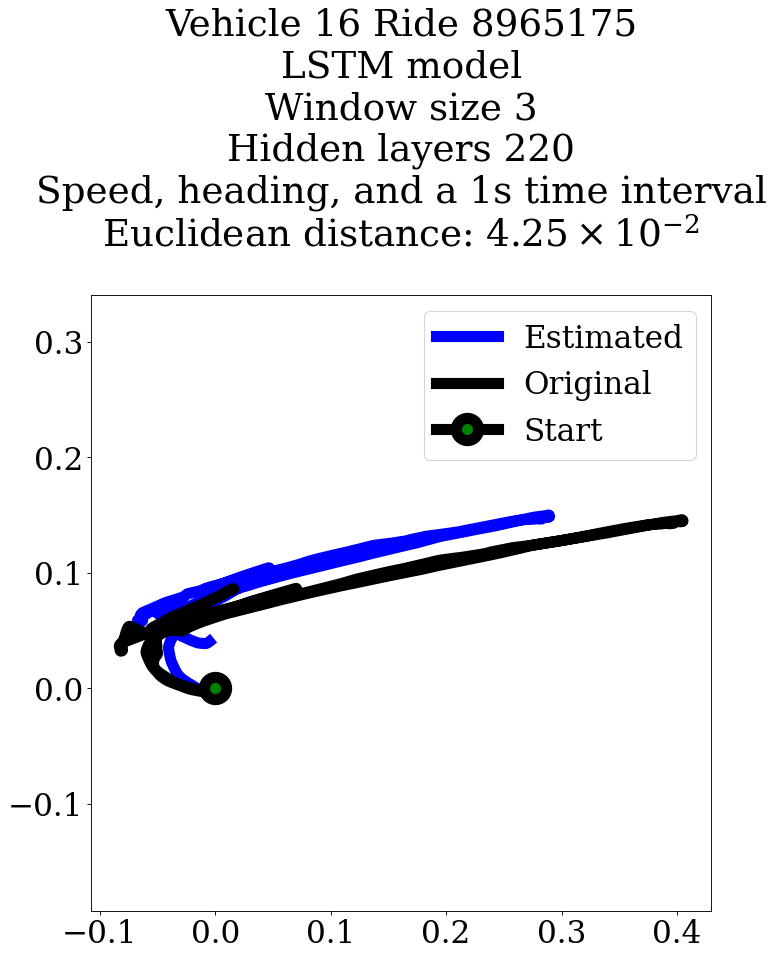 Vehicle 16 Ride 8965175
LSTM model
Window size 3
Hidden layers 220
Speed, heading, and a 1s time interval
Euclidean distance: 4.25 × 10⁻²
Estimated
Original
Start
0.3
0.2
0.1
0.0
−0.1
−0.1 0.0 0.1 0.2 0.3 0.4